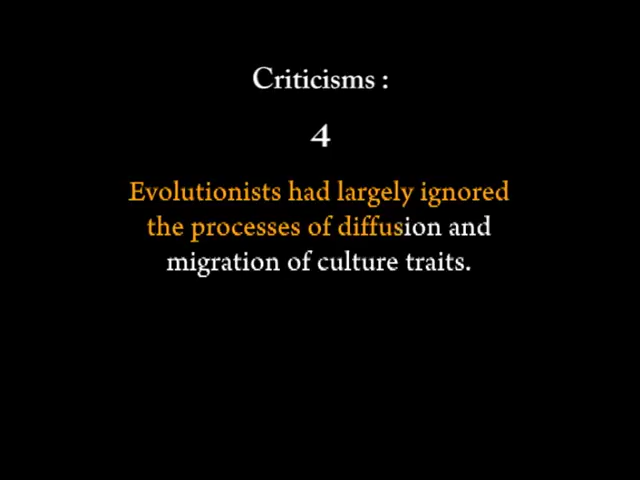 Criticisms :
4
Evolutionists had largely ignored
the processes of diffusion and
migration of culture traits.